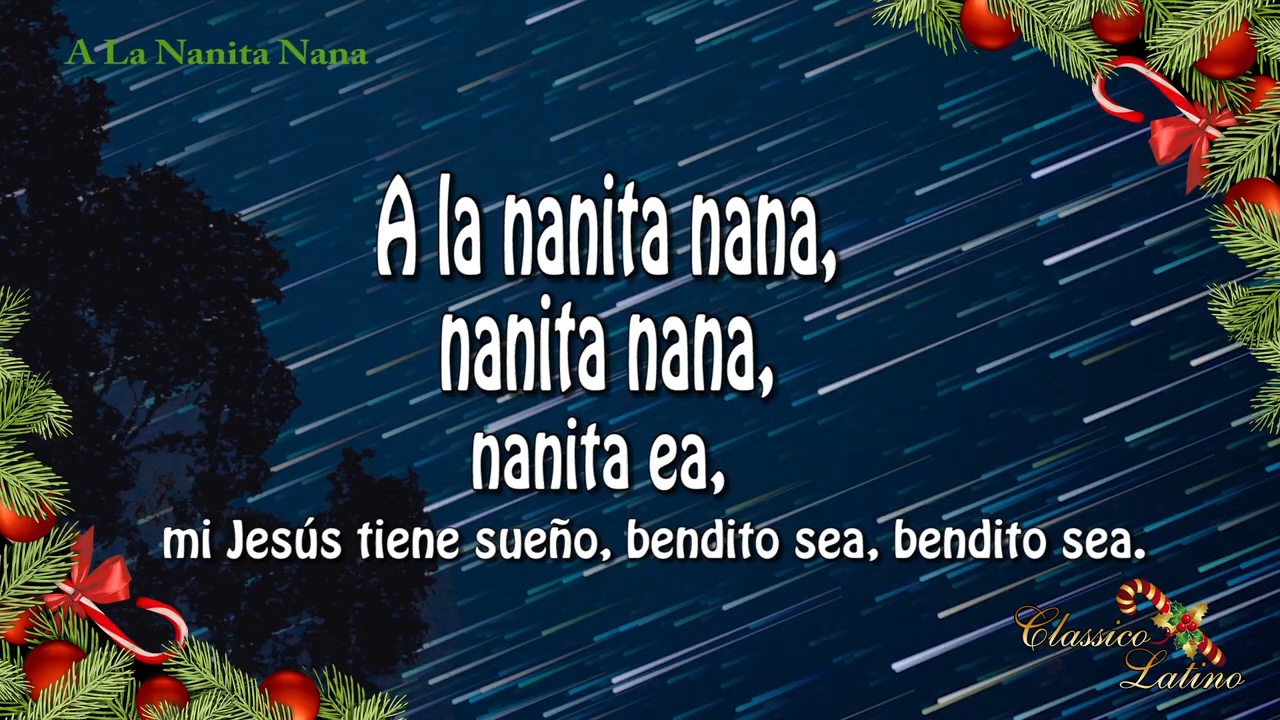 A La Nanita Nana
A la nanita nana,
nanita nana,
nanita ea,
mi Jesús tiene sueño, bendito sea, bendito sea.
Classico
Latino